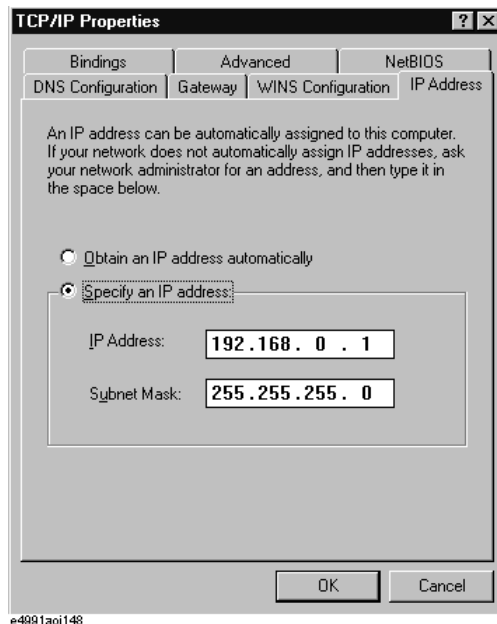 TCP/IP Properties
? ×
Bindings Advanced NetBIOS
DNS Configuration Gateway WINS Configuration IP Address
An IP address can be automatically assigned to this computer.
If your network does not automatically assign IP addresses, ask
your network administrator for an address, and then type it in
the space below.
Obtain an IP address automatically
Specify an IP address:
IP Address: 192.168. 0 . 1
Subnet Mask: 255.255.255. 0
OK Cancel
e4991aoj148